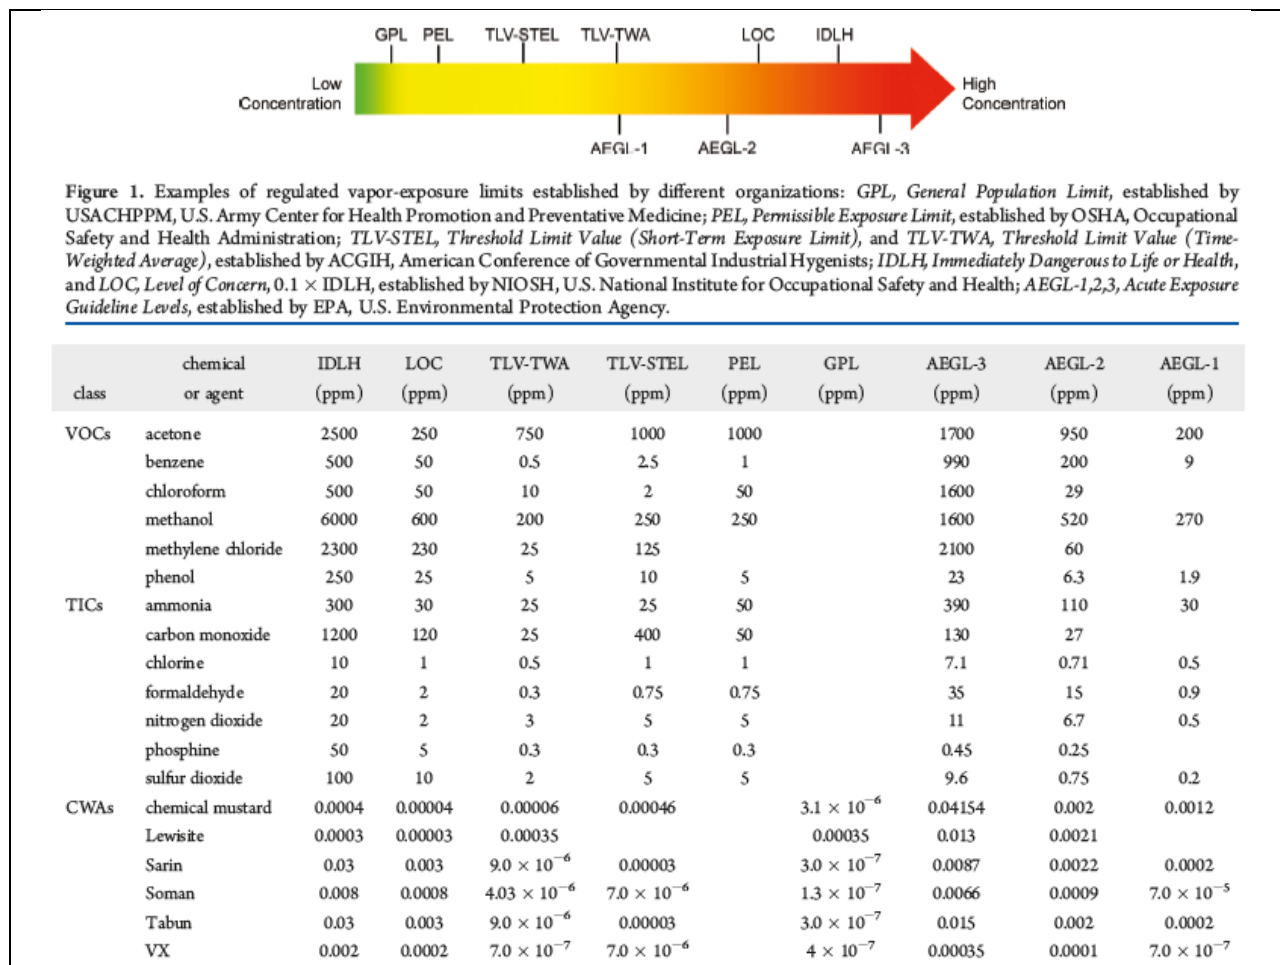 GPL PEL TLV-STEL TLV-TWA LOC IDLH
Low Concentration
High Concentration
AEGL-1 AEGL-2 AEGL-3
Figure 1. Examples of regulated vapor-exposure limits established by different organizations: GPL, General Population Limit, established by
USACHPPM, U.S. Army Center for Health Promotion and Preventative Medicine; PEL, Permissible Exposure Limit, established by OSHA, Occupational
Safety and Health Administration; TLV-STEL, Threshold Limit Value (Short-Term Exposure Limit), and TLV-TWA, Threshold Limit Value (Time-
Weighted Average), established by ACGIH, American Conference of Governmental Industrial Hygenists; IDLH, Immediately Dangerous to Life or Health,
and LOC, Level of Concern, 0.1 × IDLH, established by NIOSH, U.S. National Institute for Occupational Safety and Health; AEGL-1,2,3, Acute Exposure
Guideline Levels, established by EPA, U.S. Environmental Protection Agency.
class chemical or agent IDLH (ppm) LOC (ppm) TLV-TWA (ppm) TLV-STEL (ppm) PEL (ppm) GPL (ppm) AEGL-3 (ppm) AEGL-2 (ppm) AEGL-1 (ppm)
VOCs acetone 2500 250 750 1000 1000 1700 950 200
benzene 500 50 0.5 2.5 1 990 200 9
chloroform 500 50 10 2 50 1600 29
methanol 6000 600 200 250 250 1600 520 270
methylene chloride 2300 230 25 125 2100 60
phenol 250 25 5 10 5 23 6.3 1.9
TICs ammonia 300 30 25 25 50 390 110 30
carbon monoxide 1200 120 25 400 50 130 27
chlorine 10 1 0.5 1 1 7.1 0.71 0.5
formaldehyde 20 2 0.3 0.75 0.75 35 15 0.9
nitrogen dioxide 20 2 3 5 5 11 6.7 0.5
phosphine 50 5 0.3 0.3 0.3 0.45 0.25
sulfur dioxide 100 10 2 5 5 9.6 0.75 0.2
CWAs chemical mustard 0.0004 0.00004 0.00006 0.00046 3.1 × 10⁻⁶ 0.04154 0.002 0.0012
Lewisite 0.0003 0.00003 0.00035 0.00035 0.013 0.0021
Sarin 0.03 0.003 9.0 × 10⁻⁶ 0.00003 3.0 × 10⁻⁷ 0.0087 0.0022 0.0002
Soman 0.008 0.0008 4.03 × 10⁻⁶ 7.0 × 10⁻⁶ 1.3 × 10⁻⁷ 0.0066 0.0009 7.0 × 10⁻⁵
Tabun 0.03 0.003 9.0 × 10⁻⁶ 0.00003 3.0 × 10⁻⁷ 0.015 0.002 0.0002
VX 0.002 0.0002 7.0 × 10⁻⁷ 7.0 × 10⁻⁶ 4 × 10⁻⁷ 0.00035 0.0001 7.0 × 10⁻⁷